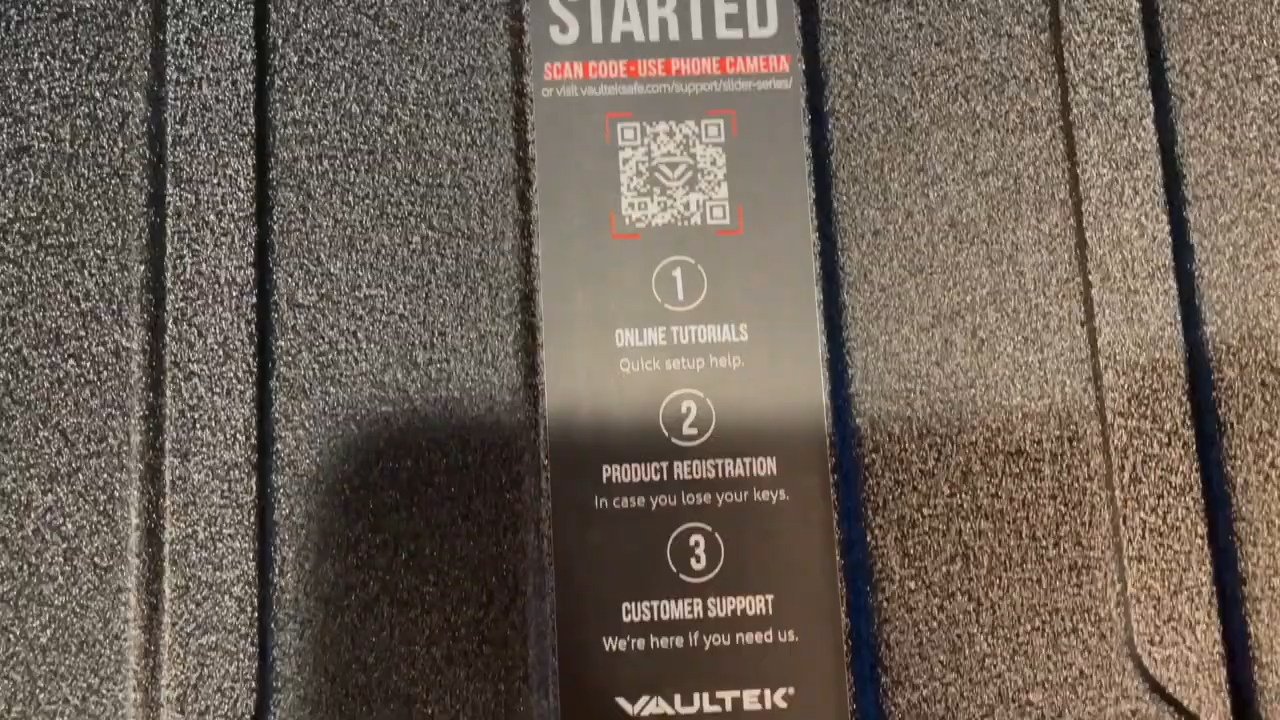 STARTED
SCAN CODE-USE PHONE CAMERA
or visit vaulteksafe.com/support/slider-series/
1
ONLINE TUTORIALS
Quick setup help.
2
PRODUCT REGISTRATION
In case you lose your keys.
3
CUSTOMER SUPPORT
We're here if you need us.
VAULTEK®